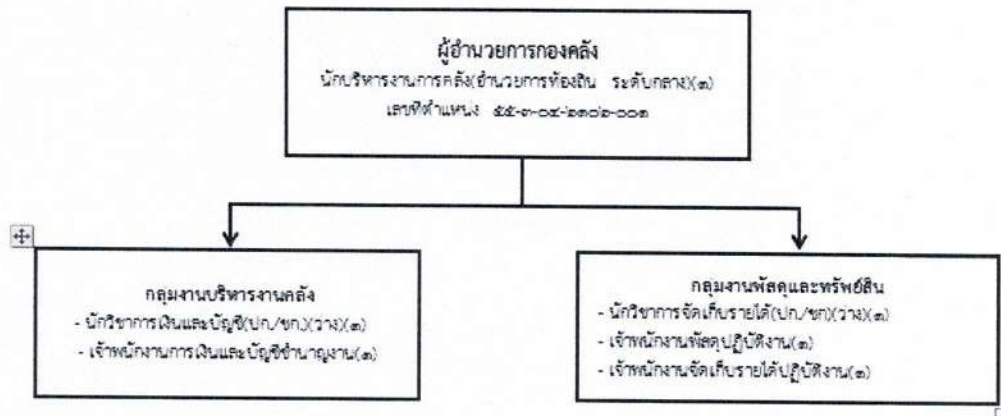 ผู้อำนวยการกองคลัง
นักบริหารงานการคลัง(อำนวยการท้องถิ่น ระดับกลาง)(๑)
เลขที่ตำแหน่ง ๕๕-๓-๐๔-๒๑๐๒-๐๐๑
กลุ่มงานบริหารงานคลัง
- นักวิชาการเงินและบัญชี(ปก./ชก.)(ว่าง)(๑)
- เจ้าพนักงานการเงินและบัญชีชำนาญงาน(๑)
กลุ่มงานพัสดุและทรัพย์สิน
- นักวิชาการจัดเก็บรายได้(ปก./ชก)(ว่าง)(๑)
- เจ้าพนักงานพัสดุปฏิบัติงาน(๑)
- เจ้าพนักงานจัดเก็บรายได้ปฏิบัติงาน(๑)